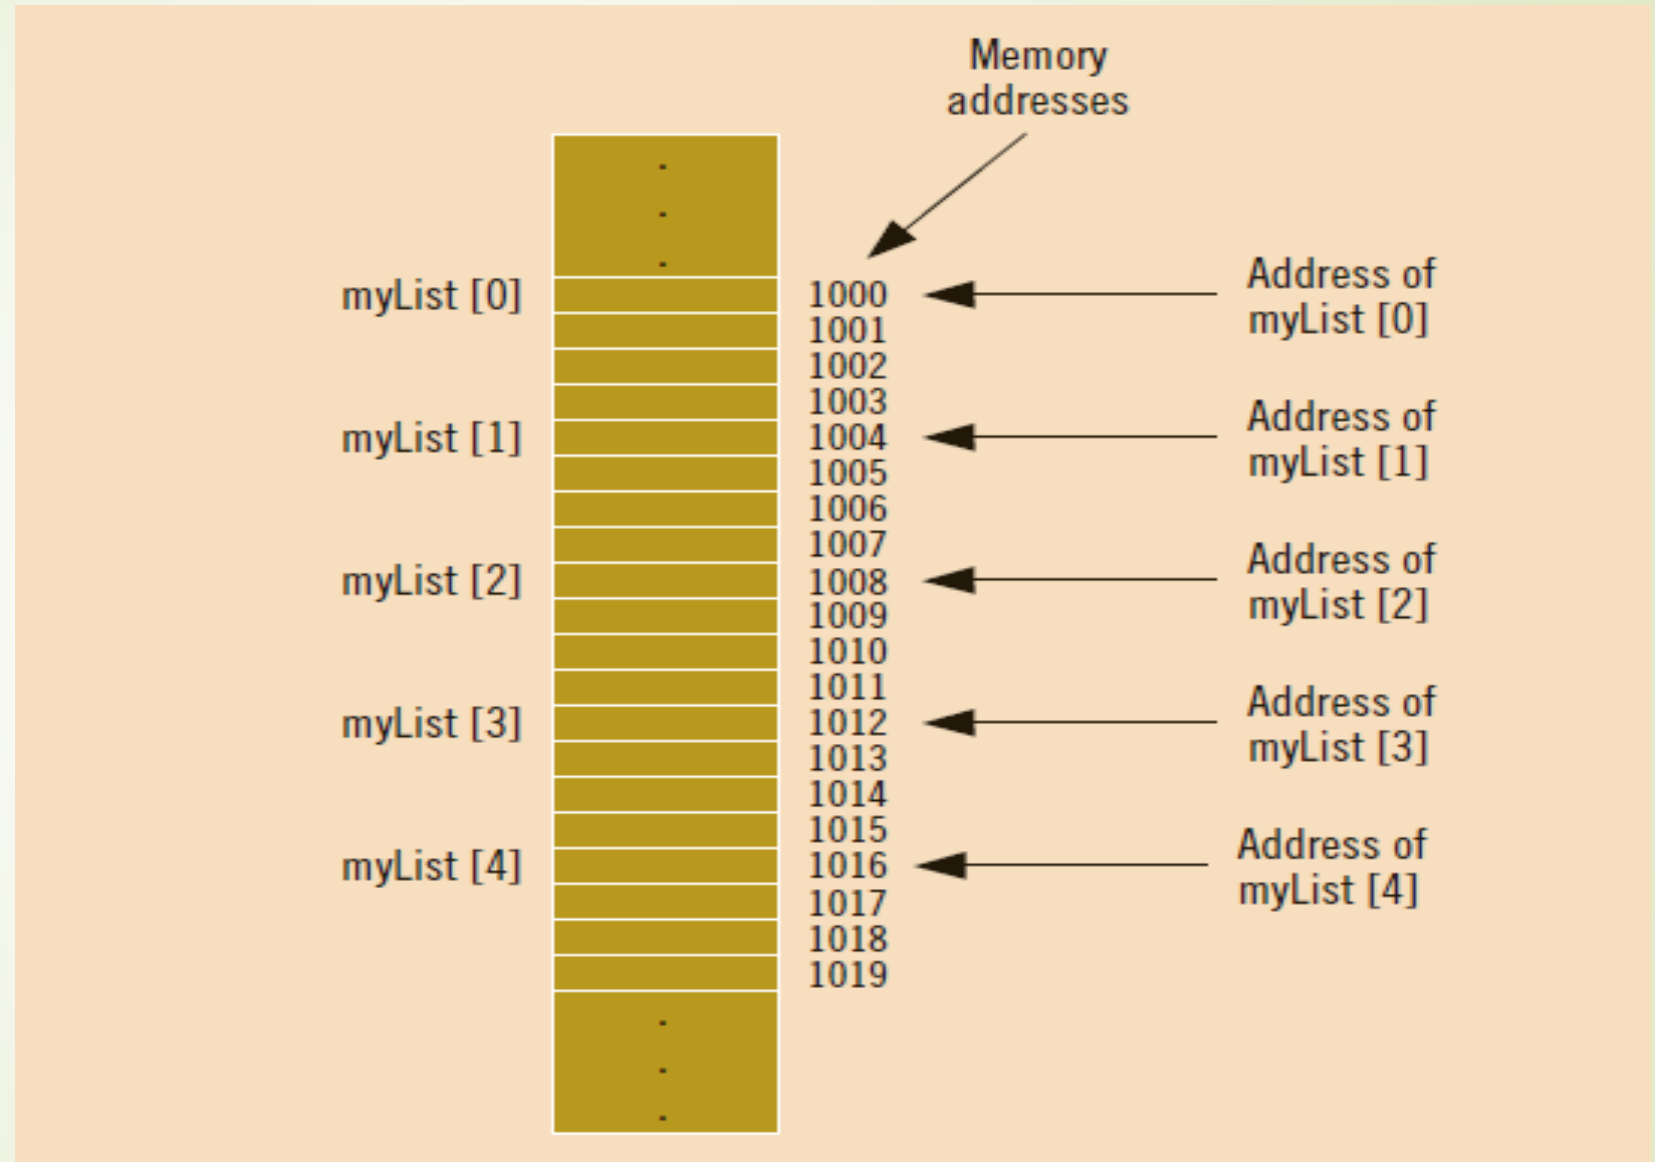 Memory
addresses
myList [0]
1000
Address of
myList [0]
1001
1002
1003
myList [1]
1004
Address of
myList [1]
1005
1006
1007
myList [2]
1008
Address of
myList [2]
1009
1010
1011
myList [3]
1012
Address of
myList [3]
1013
1014
1015
myList [4]
1016
Address of
myList [4]
1017
1018
1019